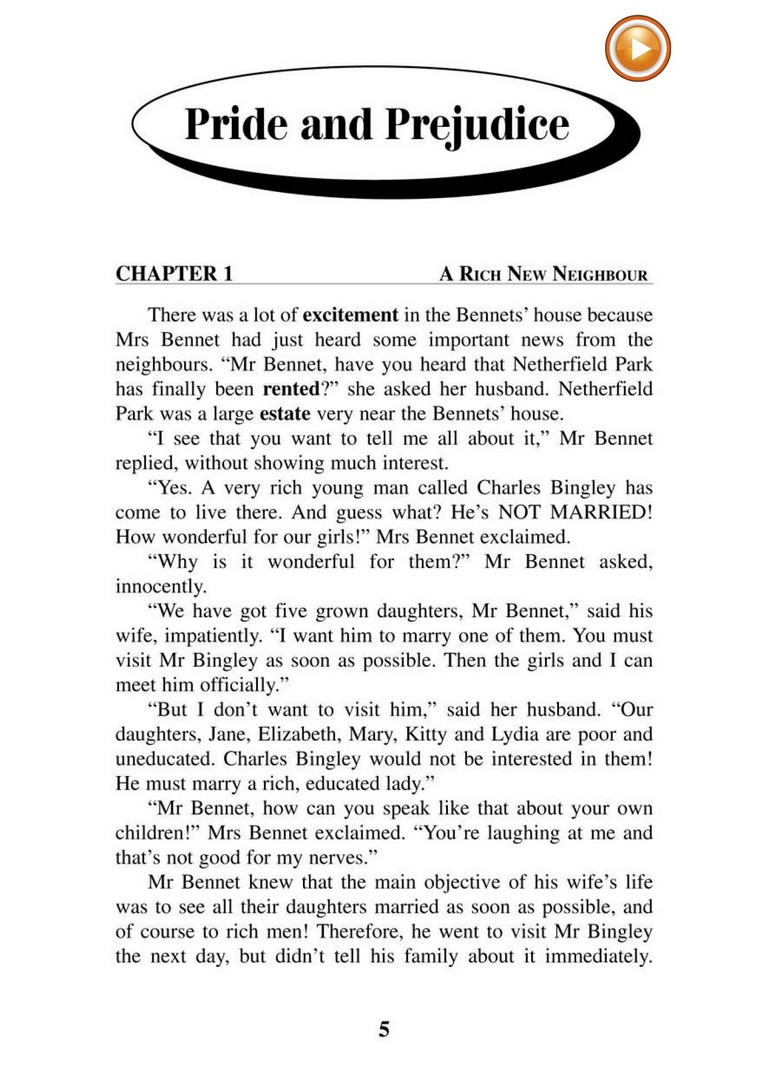 Pride and Prejudice
CHAPTER 1 A RICH NEW NEIGHBOUR
There was a lot of excitement in the Bennets’ house because
Mrs Bennet had just heard some important news from the
neighbours. “Mr Bennet, have you heard that Netherfield Park
has finally been rented?” she asked her husband. Netherfield
Park was a large estate very near the Bennets’ house.
“I see that you want to tell me all about it,” Mr Bennet
replied, without showing much interest.
“Yes. A very rich young man called Charles Bingley has
come to live there. And guess what? He’s NOT MARRIED!
How wonderful for our girls!” Mrs Bennet exclaimed.
“Why is it wonderful for them?” Mr Bennet asked,
innocently.
“We have got five grown daughters, Mr Bennet,” said his
wife, impatiently. “I want him to marry one of them. You must
visit Mr Bingley as soon as possible. Then the girls and I can
meet him officially.”
“But I don’t want to visit him,” said her husband. “Our
daughters, Jane, Elizabeth, Mary, Kitty and Lydia are poor and
uneducated. Charles Bingley would not be interested in them!
He must marry a rich, educated lady.”
“Mr Bennet, how can you speak like that about your own
children!” Mrs Bennet exclaimed. “You’re laughing at me and
that’s not good for my nerves.”
Mr Bennet knew that the main objective of his wife’s life
was to see all their daughters married as soon as possible, and
of course to rich men! Therefore, he went to visit Mr Bingley
the next day, but didn’t tell his family about it immediately.
5